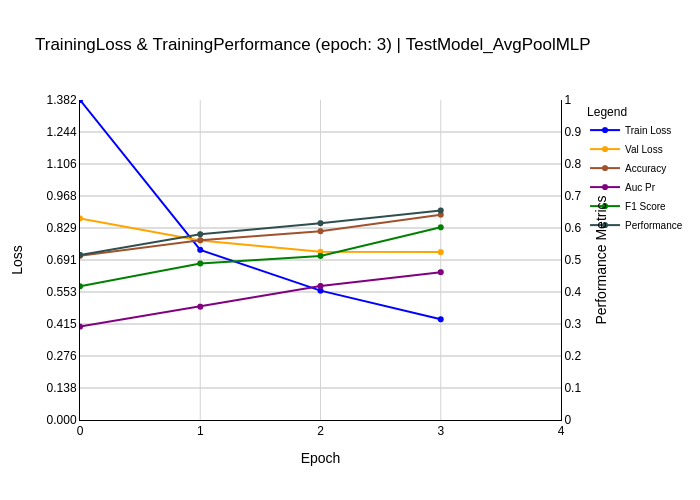 TrainingLoss & TrainingPerformance (epoch: 3) | TestModel_AvgPoolMLP
Legend
Train Loss
Val Loss
Accuracy
Auc Pr
F1 Score
Performance
Loss
1.382
1.244
1.106
0.968
0.829
0.691
0.553
0.415
0.276
0.138
0.000
1
0.9
0.8
0.7
0.6
0.5
0.4
0.3
0.2
0.1
0
Performance Metrics
0 1 2 3 4
Epoch